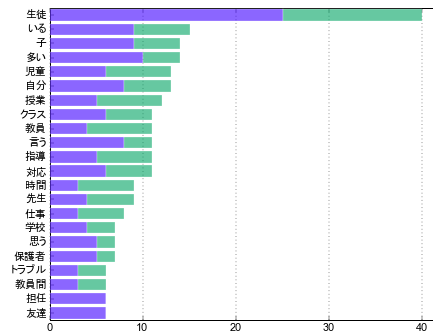 生徒
いる
子
多い
児童
自分
授業
クラス
教員
言う
指導
対応
時間
先生
仕事
学校
思う
保護者
トラブル
教員間
担任
友達
0 10 20 30 40